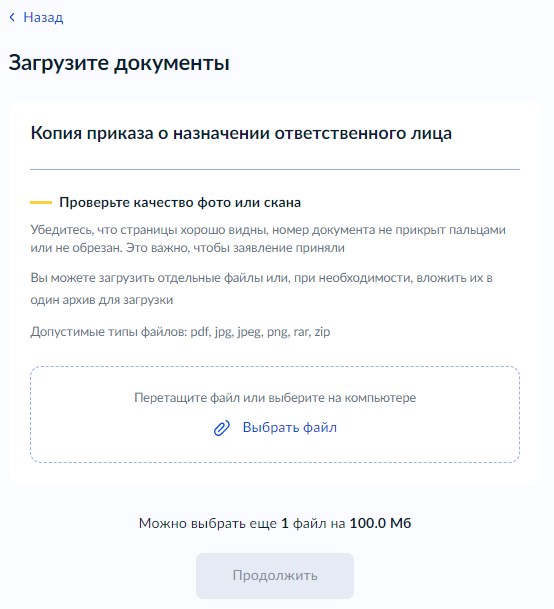 Назад
Загрузите документы
Копия приказа о назначении ответственного лица
Проверьте качество фото или скана
Убедитесь, что страницы хорошо видны, номер документа не прикрыт пальцами
или не обрезан. Это важно, чтобы заявление приняли
Вы можете загрузить отдельные файлы или, при необходимости, вложить их в
один архив для загрузки
Допустимые типы файлов: pdf, jpg, jpeg, png, rar, zip
Перетащите файл или выберите на компьютере
Выбрать файл
Можно выбрать еще 1 файл на 100.0 Мб
Продолжить